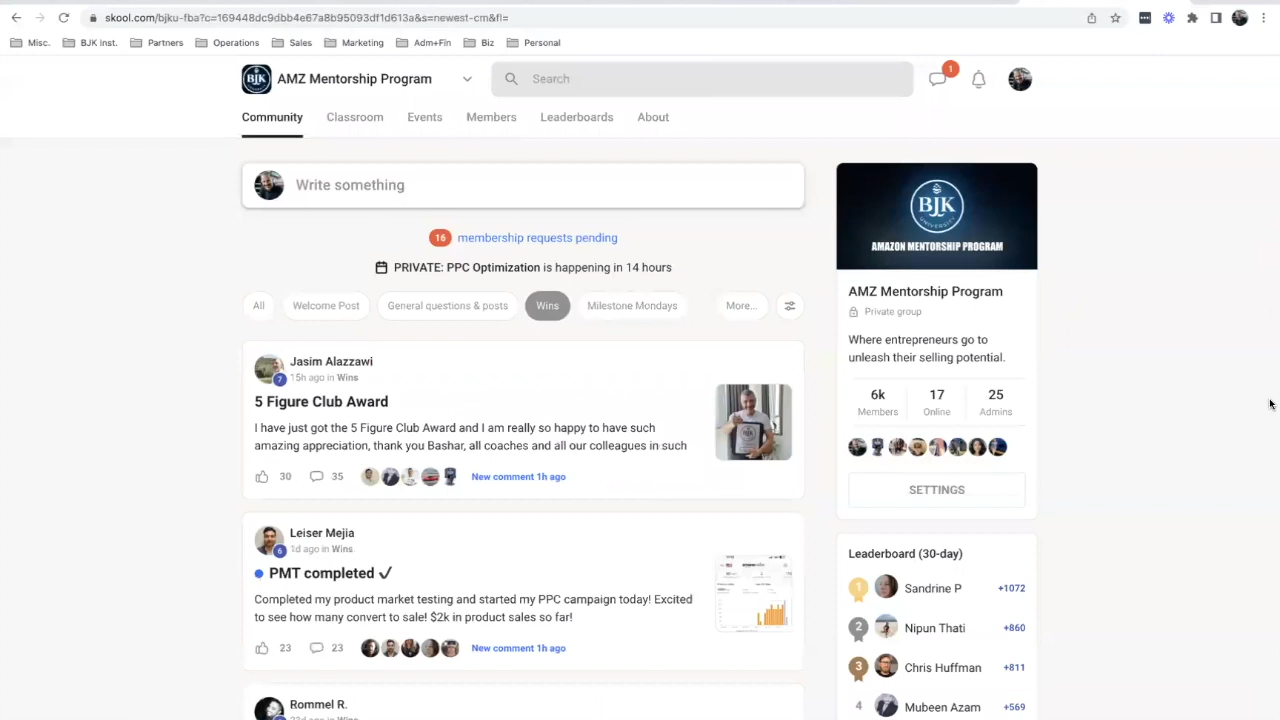 skool.com/bjku-fba?c=169448dc9dbb4e67a8b95093df1d613a&s=newest-cm&fl=
Misc. BJK Inst. Partners Operations Sales Marketing Adm+Fin Biz Personal
BJK AMZ Mentorship Program Search 1
Community Classroom Events Members Leaderboards About
Write something
16 membership requests pending
PRIVATE: PPC Optimization is happening in 14 hours
All Welcome Post General questions & posts Wins Milestone Mondays More...
Jasim Alazzawi
7 15h ago in Wins
5 Figure Club Award
I have just got the 5 Figure Club Award and I am really so happy to have such
amazing appreciation, thank you Bashar, all coaches and all our colleagues in such
30 35 New comment 1h ago
Leiser Mejia
6 1d ago in Wins
PMT completed ✓
Completed my product market testing and started my PPC campaign today! Excited
to see how many convert to sale! $2k in product sales so far!
23 23 New comment 1h ago
Rommel R.
in Wins
BJK
UNIVERSITY
AMAZON MENTORSHIP PROGRAM
AMZ Mentorship Program
Private group
Where entrepreneurs go to
unleash their selling potential.
6k 17 25
Members Online Admins
SETTINGS
Leaderboard (30-day)
1 Sandrine P +1072
2 Nipun Thati +860
3 Chris Huffman +811
4 Mubeen Azam +569